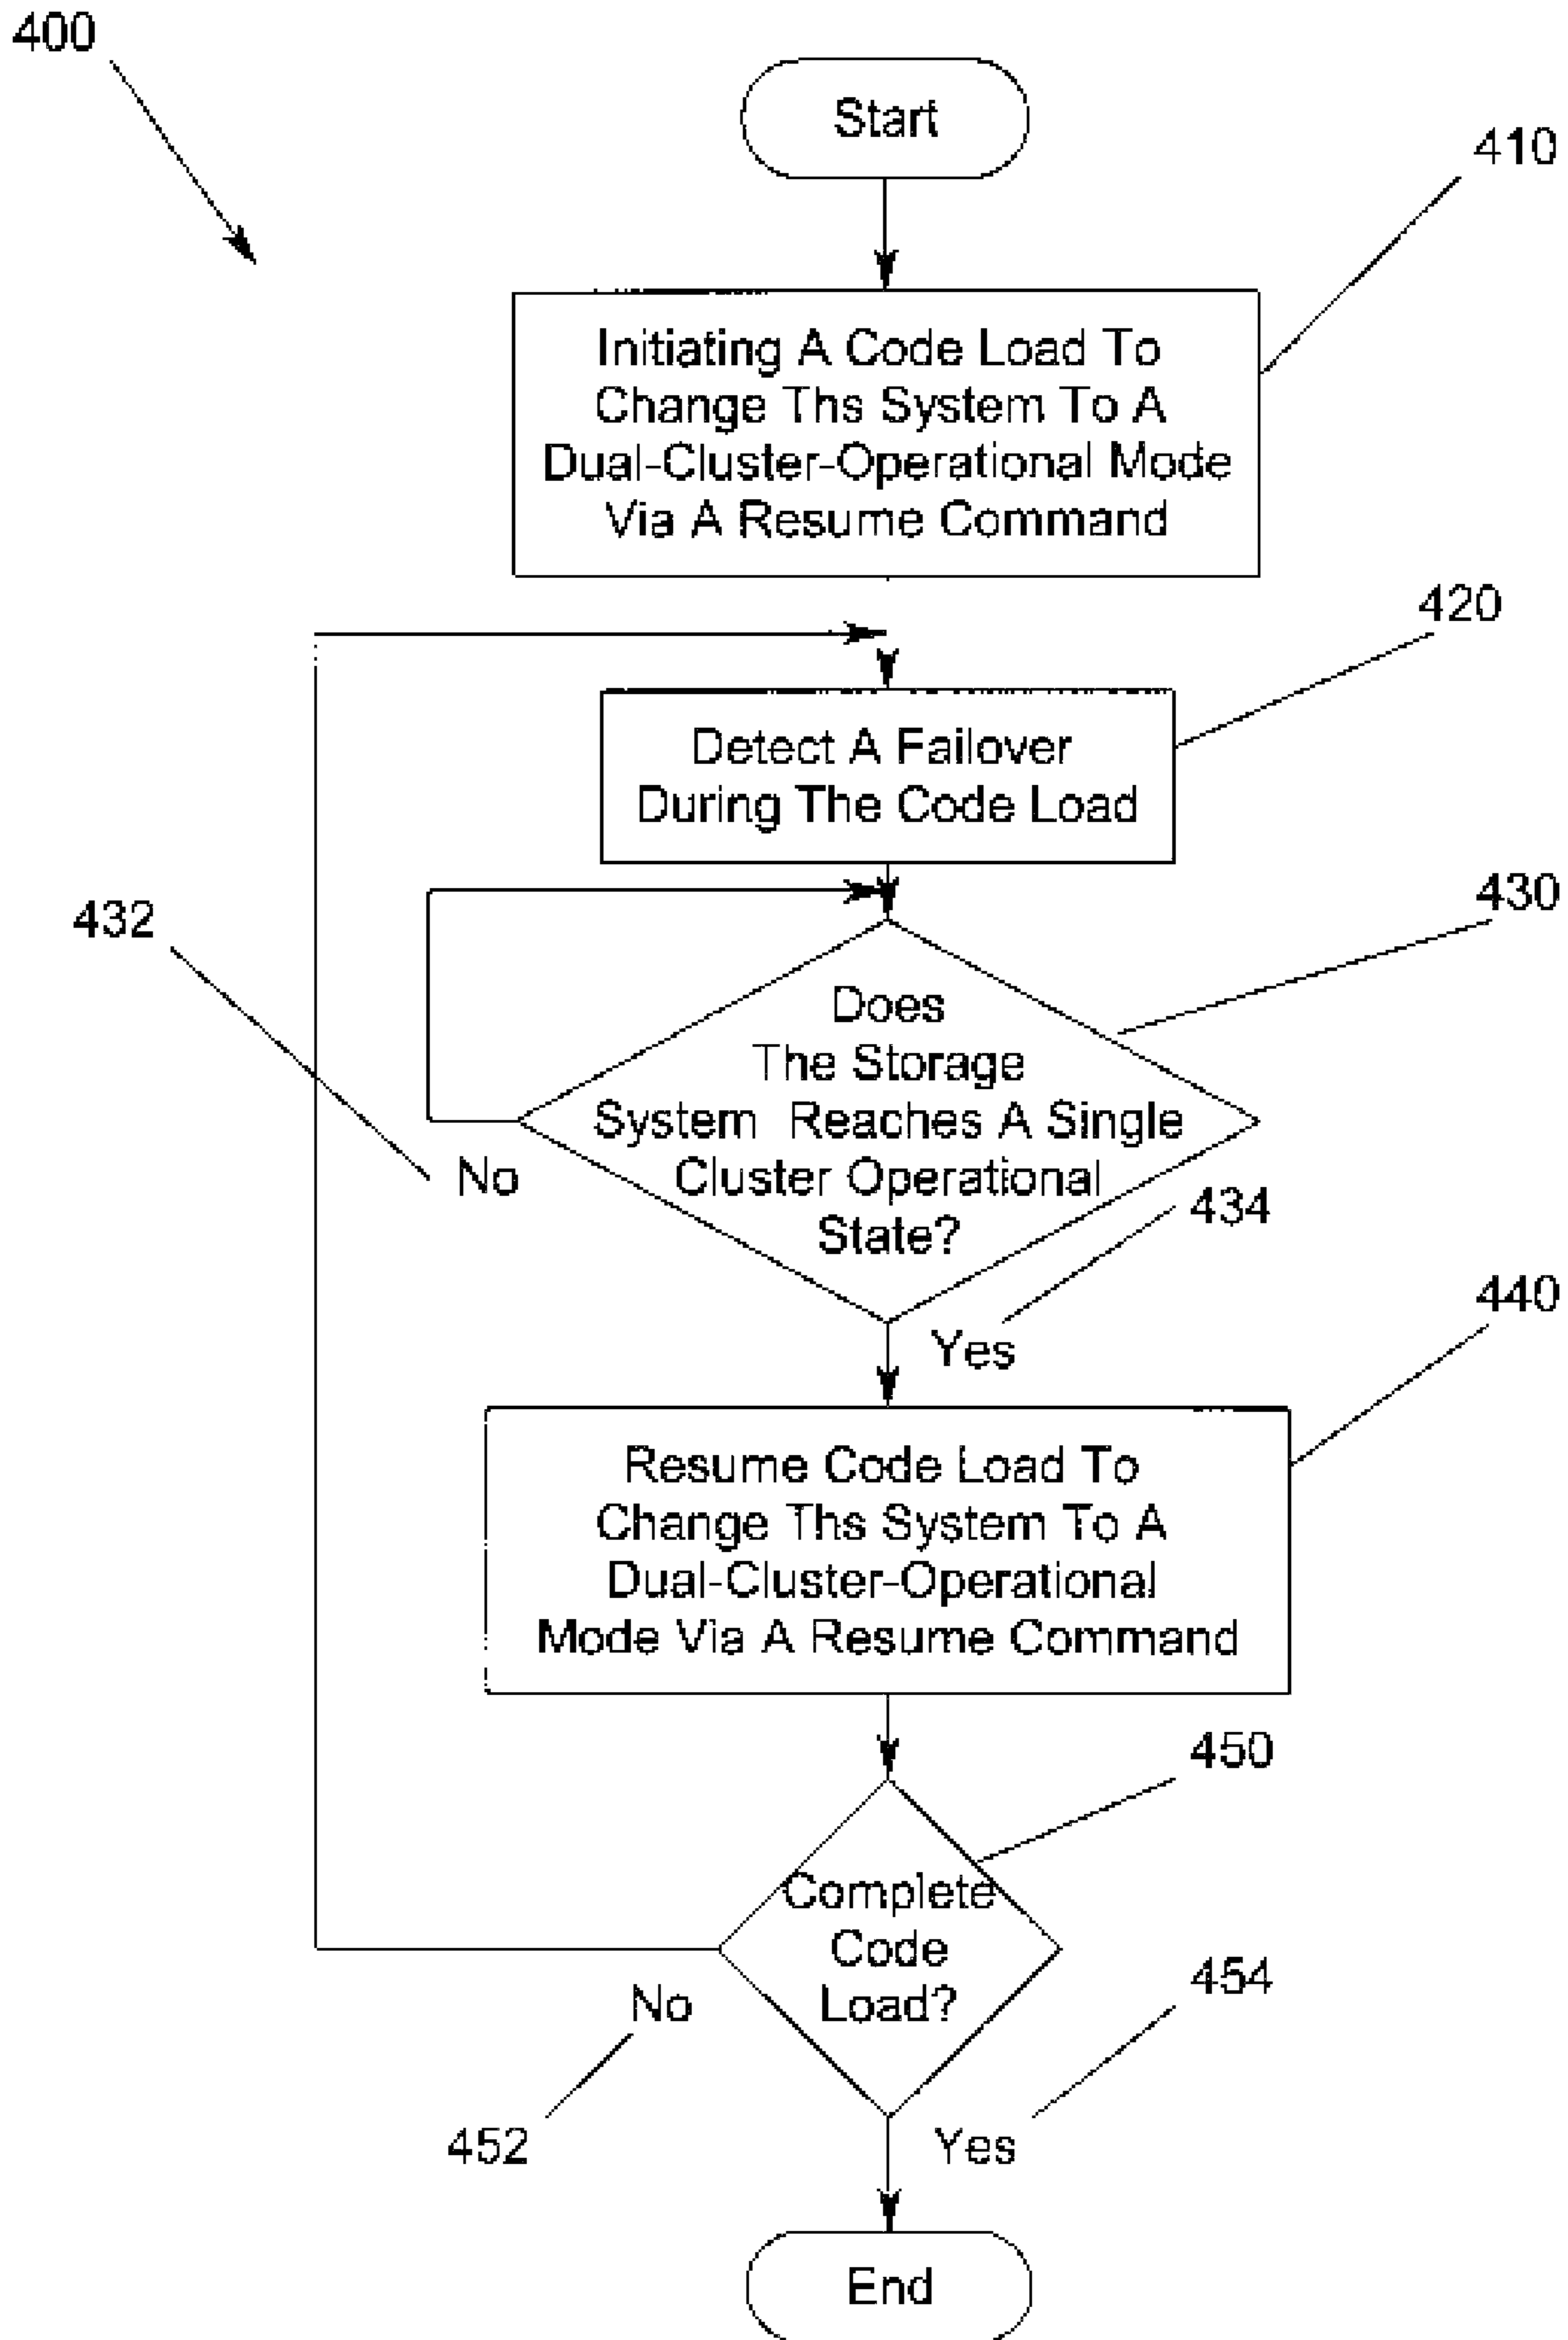 400
Start
410
Initiating A Code Load To
Change Ths System To A
Dual-Cluster-Operational Mode
Via A Resume Command
420
Detect A Failover
During The Code Load
430
432
Does
The Storage
System Reaches A Single
Cluster Operational
State?
No
434
Yes
440
Resume Code Load To
Change Ths System To A
Dual-Cluster-Operational
Mode Via A Resume Command
450
Complete
Code
Load?
No
454
452
Yes
End